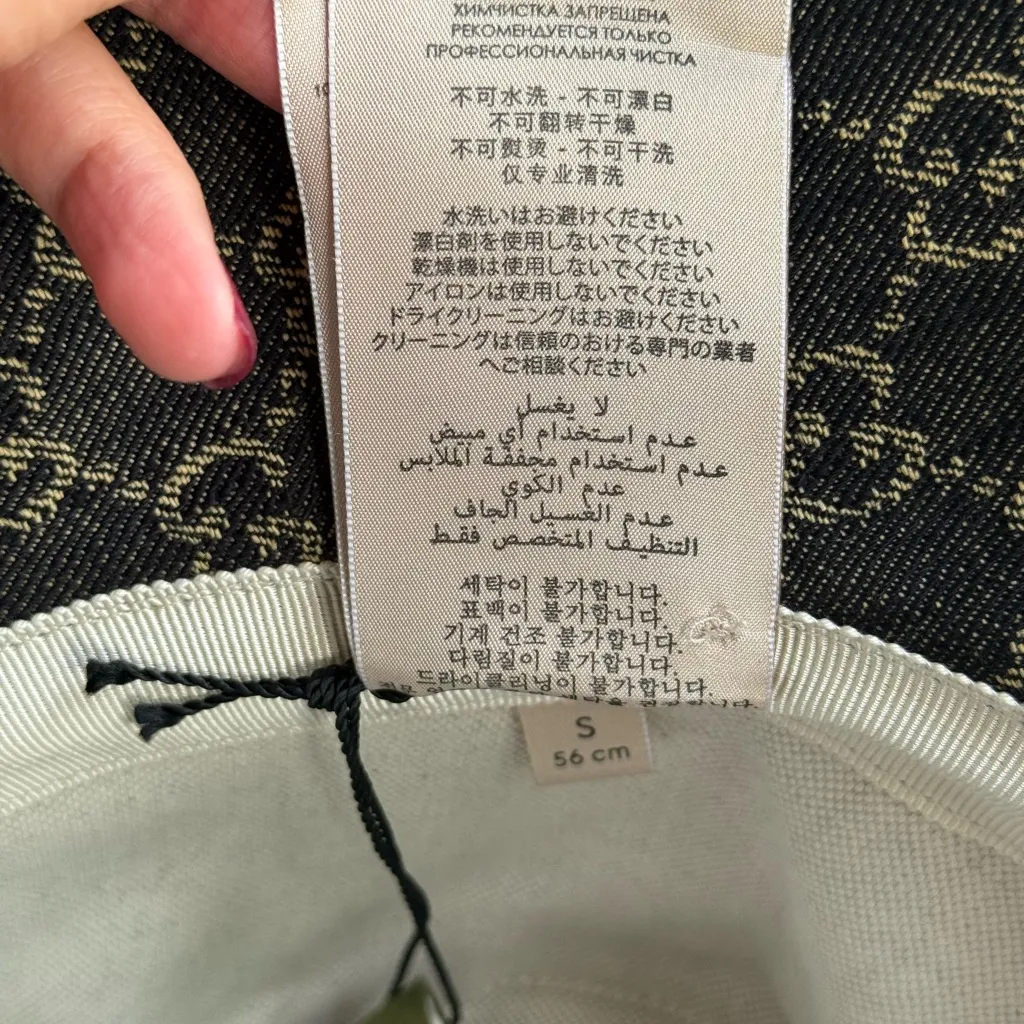 ХИМЧИСТКА ЗАПРЕЩЕНА
РЕКОМЕНДУЕТСЯ ТОЛЬКО
ПРОФЕССИОНАЛЬНАЯ ЧИСТКА
不可水洗 - 不可漂白
不可翻转干燥
不可熨烫 - 不可干洗
仅专业清洗
水洗いはお避けください
漂白剤を使用しないでください
乾燥機は使用しないでください
アイロンは使用しないでください
ドライクリーニングはお避けください
クリーニングは信頼のおける専門の業者
へご相談ください
لا يغسل
عدم استخدام أي مبيض
عدم استخدام مجففة الملابس
عدم الكوي
عدم الغسيل الجاف
التنظيف المتخصص فقط
세탁이 불가합니다.
표백이 불가합니다.
기계 건조 불가합니다.
다림질이 불가합니다.
드라이클리닝이 불가합니다.
S
56 cm